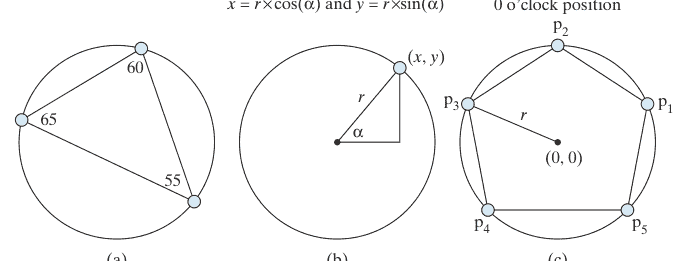 x = r×cos(α) and y = r×sin(α)
0 o'clock position
60
65
55
(a)
(x, y)
r
α
(b)
p2
p3
p1
r
(0, 0)
p4
p5
(c)